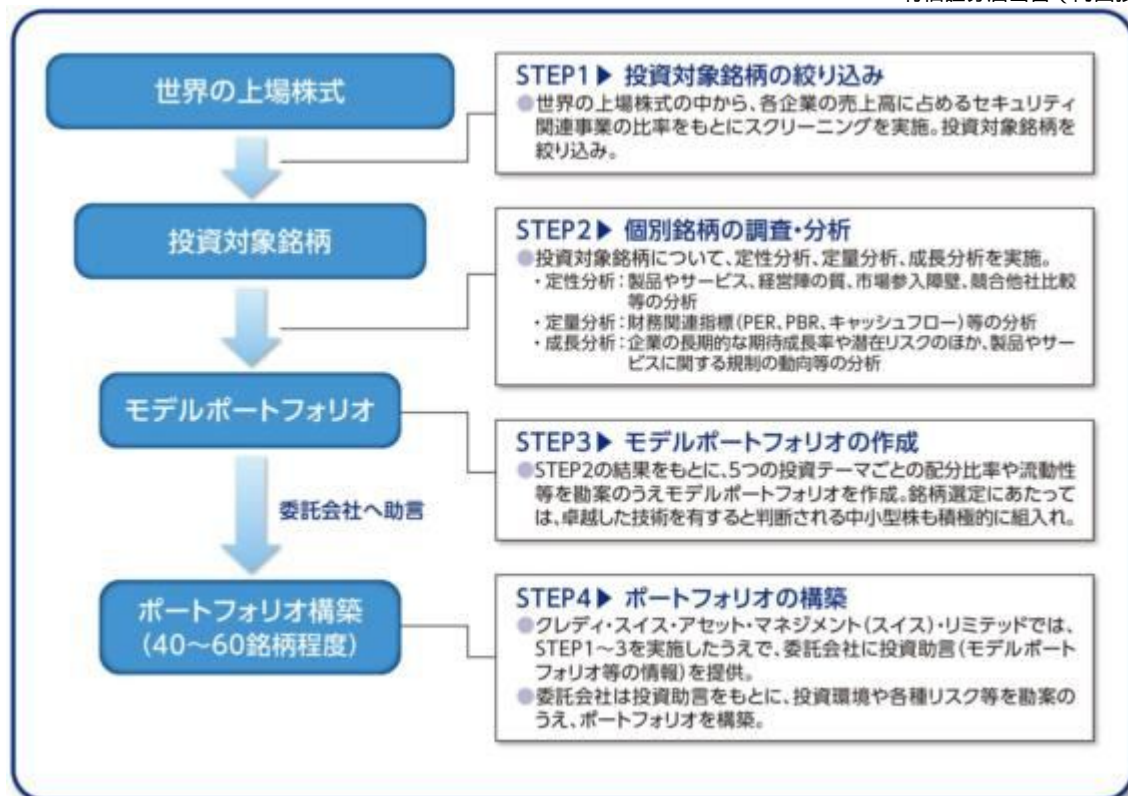 世界の上場株式
STEP1▶ 投資対象銘柄の絞り込み
●世界の上場株式の中から、各企業の売上高に占めるセキュリティ
関連事業の比率をもとにスクリーニングを実施。投資対象銘柄を
絞り込み。
投資対象銘柄
STEP2▶ 個別銘柄の調査・分析
●投資対象銘柄について、定性分析、定量分析、成長分析を実施。
・定性分析：製品やサービス、経営陣の質、市場参入障壁、競合他社比較
等の分析
・定量分析：財務関連指標(PER、PBR、キャッシュフロー)等の分析
・成長分析：企業の長期的な期待成長率や潜在リスクのほか、製品やサー
ビスに関する規制の動向等の分析
モデルポートフォリオ
STEP3▶ モデルポートフォリオの作成
●STEP2の結果をもとに、5つの投資テーマごとの配分比率や流動性
等を勘案のうえモデルポートフォリオを作成。銘柄選定にあたって
は、卓越した技術を有すると判断される中小型株も積極的に組入れ。
委託会社へ助言
ポートフォリオ構築
(40～60銘柄程度)
STEP4▶ ポートフォリオの構築
●クレディ・スイス・アセット・マネジメント(スイス)・リミテッドでは、
STEP1～3を実施したうえで、委託会社に投資助言(モデルポート
フォリオ等の情報)を提供。
●委託会社は投資助言をもとに、投資環境や各種リスク等を勘案の
うえ、ポートフォリオを構築。